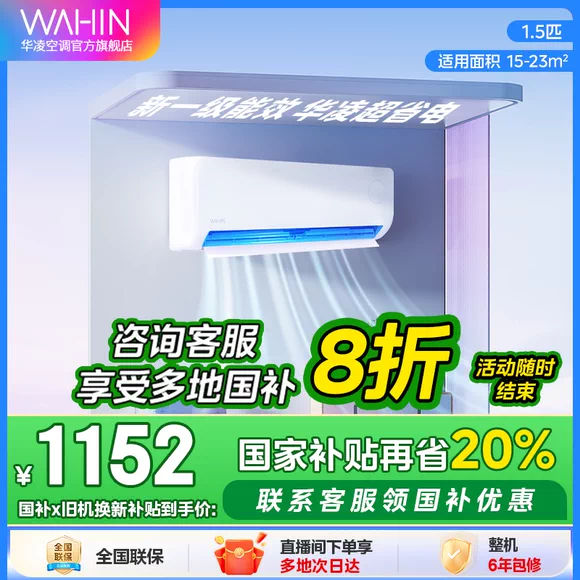 WAHIN
华凌空调官方旗舰店
1.5匹
适用面积 15-23m²
新一级能效 华凌超省电
WAHIN
咨询客服
享受多地国补
8折
活动随时
结束
¥1152
国补x旧机换新补贴到手价:
国家补贴再省20%
联系客服领国补优惠
全国
联保
全国联保
直播间下单享
多地次日达
整机
6年包修